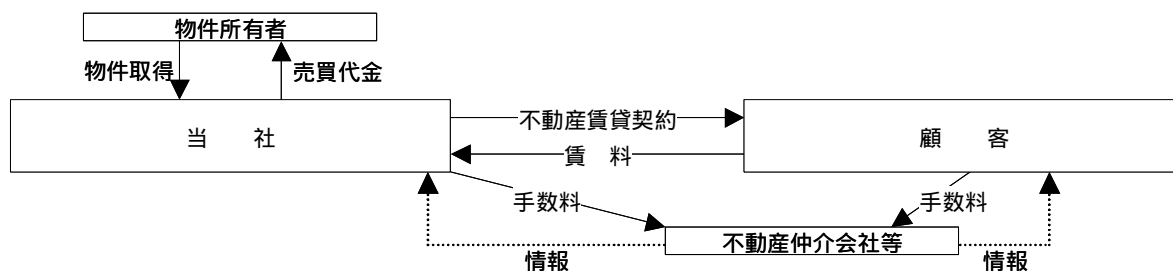 物件所有者
物件取得
売買代金
当　　社
不動産賃貸契約
賃　料
顧　　客
手数料
手数料
不動産仲介会社等
情報
情報